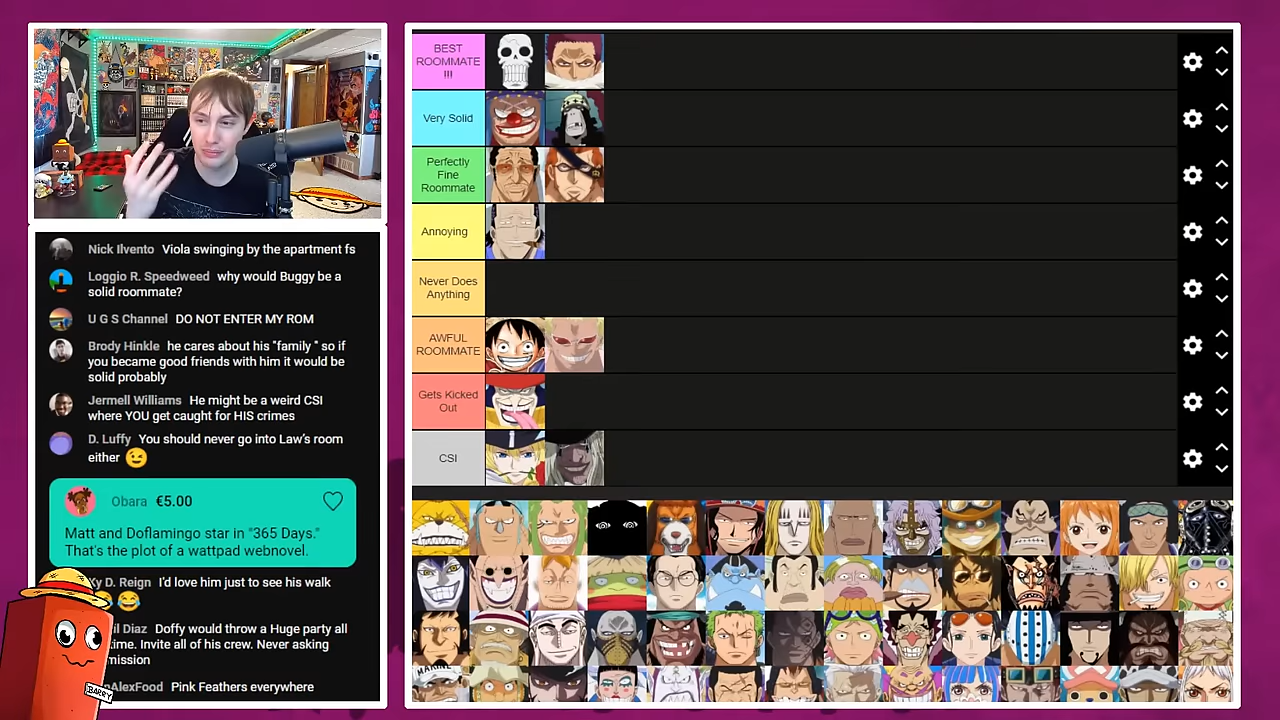 BEST
ROOMMATE
!!!
Very Solid
Perfectly
Fine
Roommate
Annoying
Never Does
Anything
AWFUL
ROOMMATE
Gets Kicked
Out
CSI
Nick Ilvento Viola swinging by the apartment fs
Loggio R. Speedweed why would Buggy be a
solid roommate?
U G S Channel DO NOT ENTER MY ROM
Brody Hinkle he cares about his "family " so if
you became good friends with him it would be
solid probably
Jermell Williams He might be a weird CSI
where YOU get caught for HIS crimes
D. Luffy You should never go into Law's room
either
Obara €5.00
Matt and Doflamingo star in "365 Days."
That's the plot of a wattpad webnovel.
y D. Reign I'd love him just to see his walk
il Diaz Doffy would throw a Huge party all
time. Invite all of his crew. Never asking
mission
AlexFood Pink Feathers everywhere
BARRY
MARINE